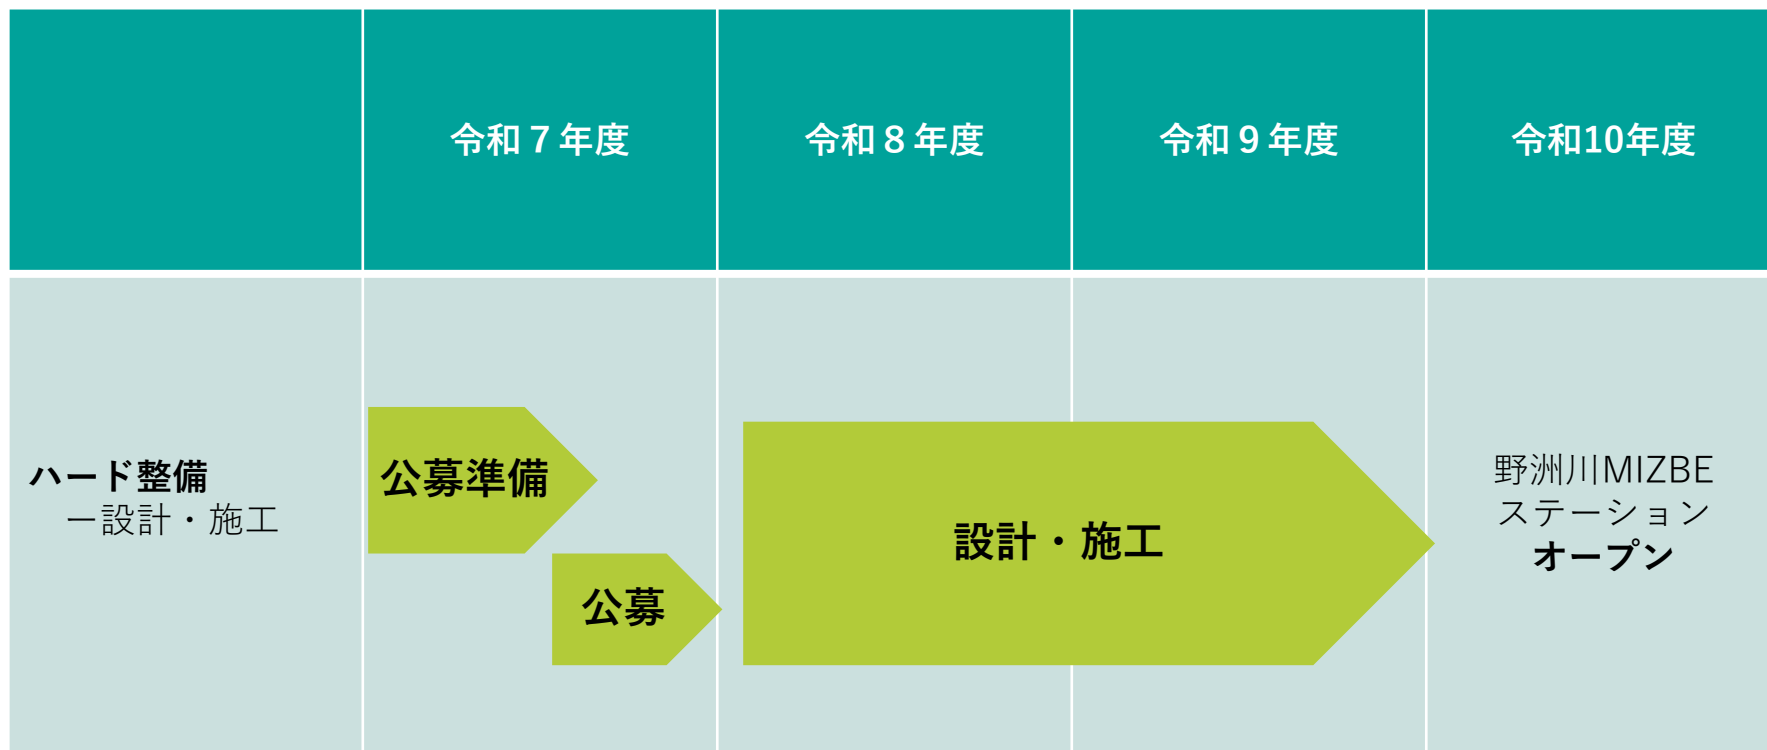 令和７年度
令和８年度
令和９年度
令和10年度
ハード整備
ー設計・施工
公募準備
公募
設計・施工
野洲川MIZBE
ステーション
オープン